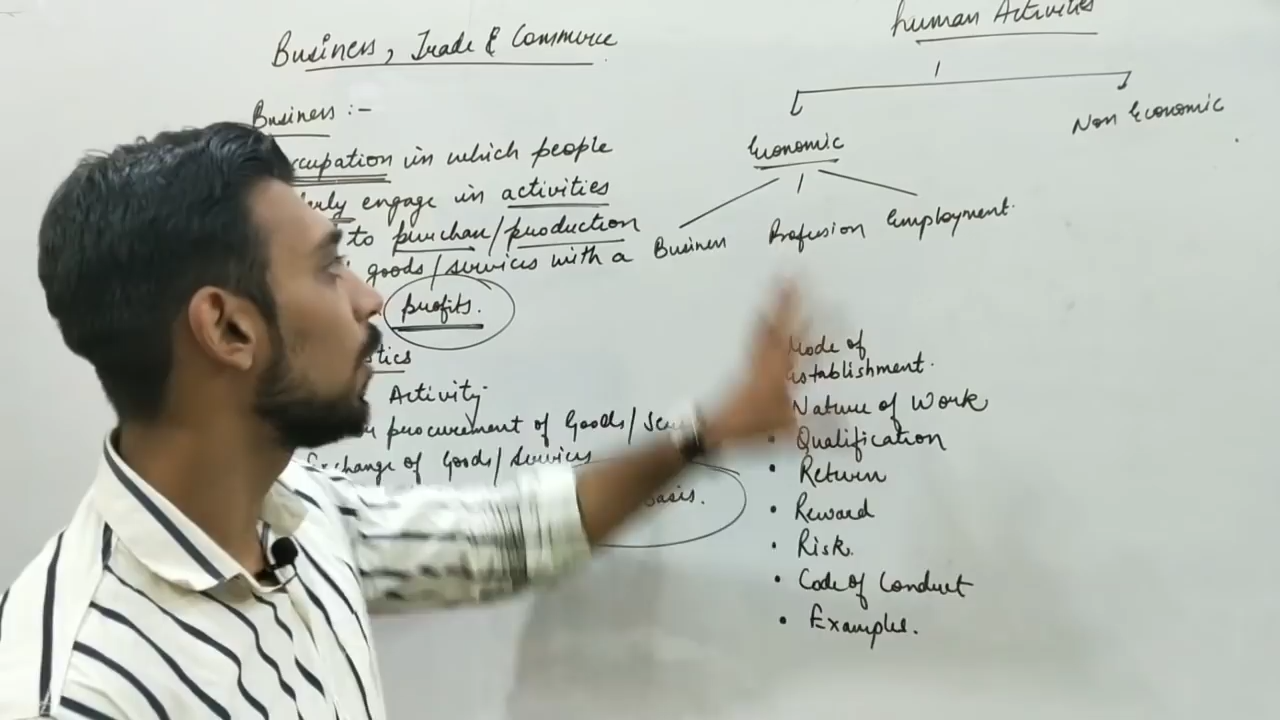 Business, Trade & Commerce
Business :-
ccupation in which people
engage in activities
to purchase/production
goods/services with a
profits.
stics
Activity
procurement of Goods/Ser
Exchange of Goods/Services
basis.
human Activities
Economic
Non Economic
Business
Profession
Employment.
Mode of
establishment.
Nature of Work
• Qualification
• Return
• Reward
• Risk.
• Code of Conduct
• Examples.